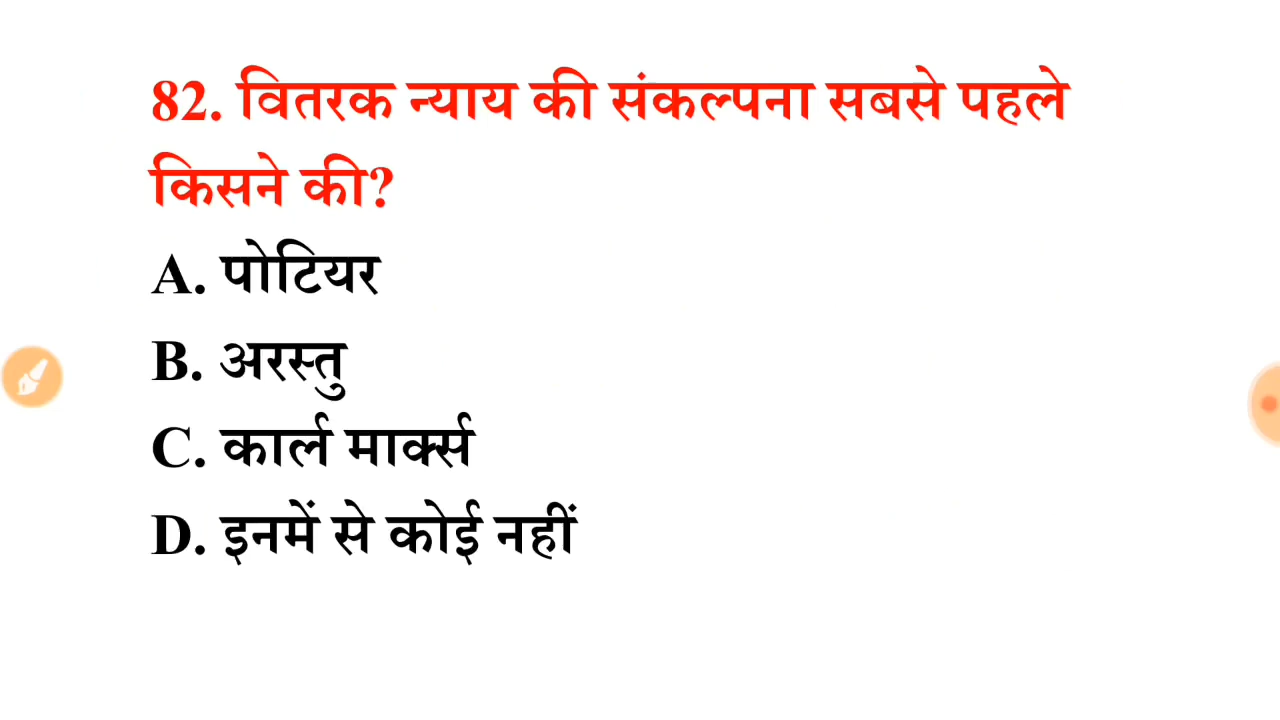 82. वितरक न्याय की संकल्पना सबसे पहले
किसने की?
A. पोटियर
B. अरस्तु
C. कार्ल मार्क्स
D. इनमें से कोई नहीं